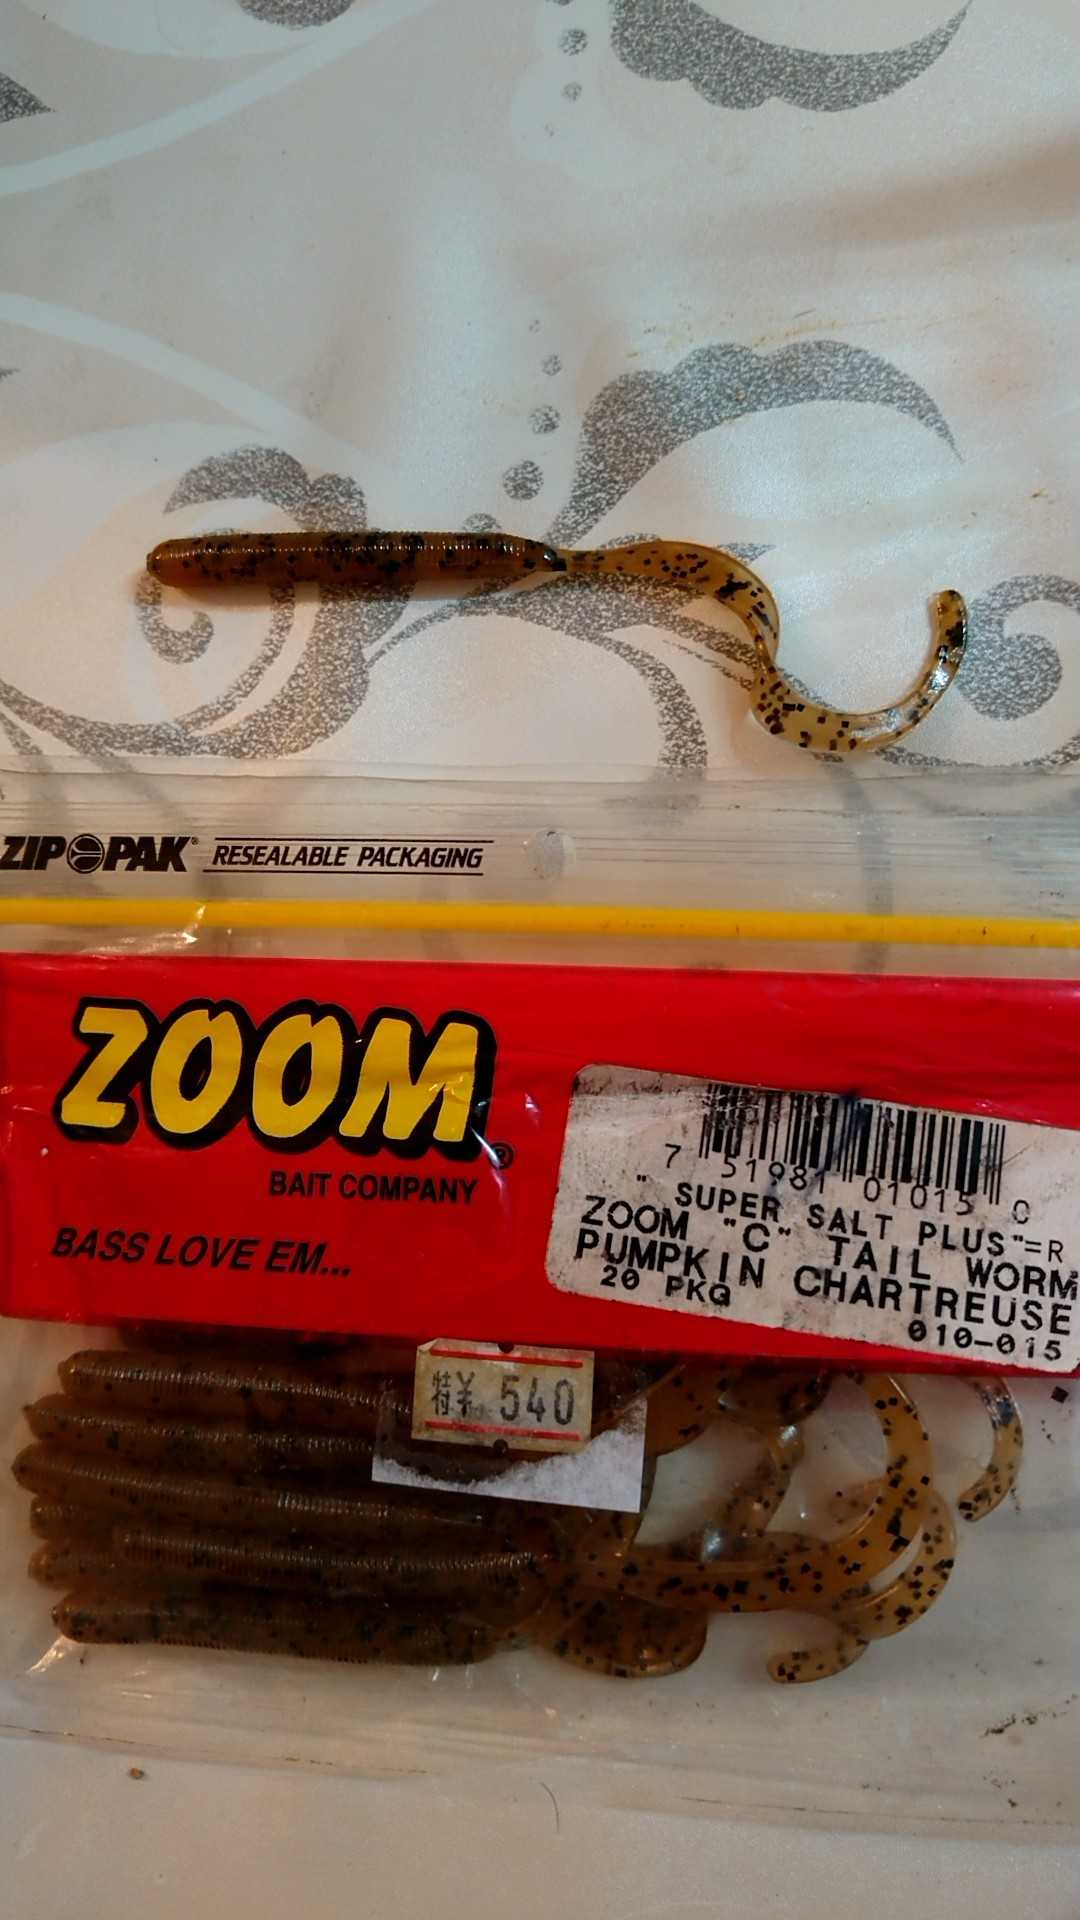 ZIP PAK® RESEALABLE PACKAGING
ZOOM®
BAIT COMPANY
BASS LOVE EM...
7 51981 01015 0
" SUPER SALT PLUS"=R
ZOOM "C" TAIL WORM
PUMPKIN CHARTREUSE
20 PKG
010-015
特¥ 540